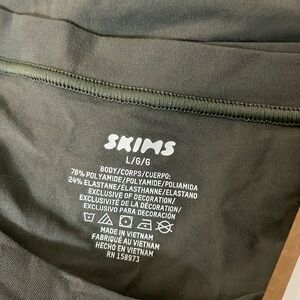 SKIMS
L/G/G
BODY/CORPS/CUERPO:
76% POLYAMIDE/POLYAMIDE/POLIAMIDA
24% ELASTANE/ÉLASTHANNE/ELASTANO
EXCLUSIVE OF DECORATION/
EXCLUSIVITÉ DE LA DÉCORATION/
EXCLUSIVO PARA DECORACIÓN
MADE IN VIETNAM
FABRIQUÉ AU VIETNAM
HECHO EN VIETNAM
RN 158973